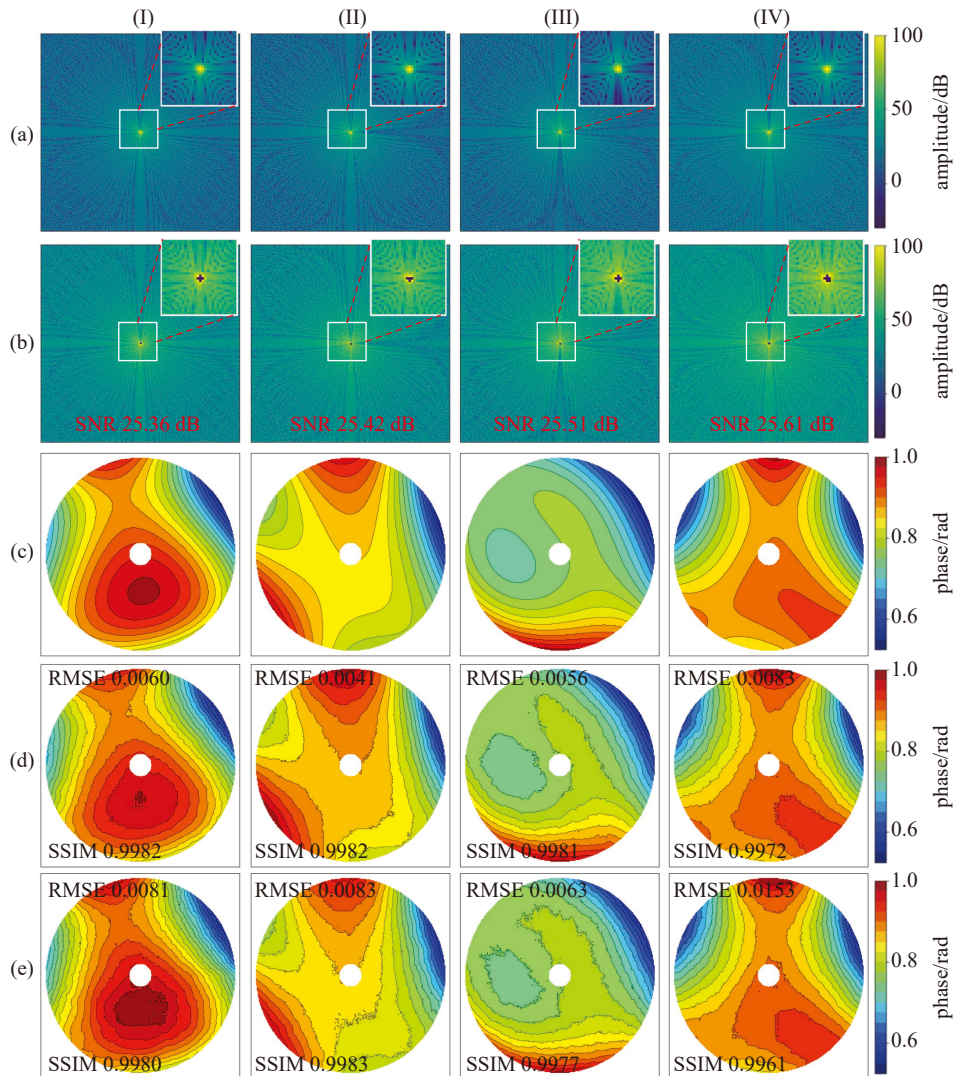 (I) (II) (III) (IV)
(a)
100
50
0
amplitude/dB
(b)
SNR 25.36 dB
SNR 25.42 dB
SNR 25.51 dB
SNR 25.61 dB
100
50
0
amplitude/dB
(c)
1.0
0.8
0.6
phase/rad
(d)
RMSE 0.0060
RMSE 0.0041
RMSE 0.0056
RMSE 0.0083
SSIM 0.9982
SSIM 0.9982
SSIM 0.9981
SSIM 0.9972
1.0
0.8
0.6
phase/rad
(e)
RMSE 0.0081
RMSE 0.0083
RMSE 0.0063
RMSE 0.0153
SSIM 0.9980
SSIM 0.9983
SSIM 0.9977
SSIM 0.9961
1.0
0.8
0.6
phase/rad